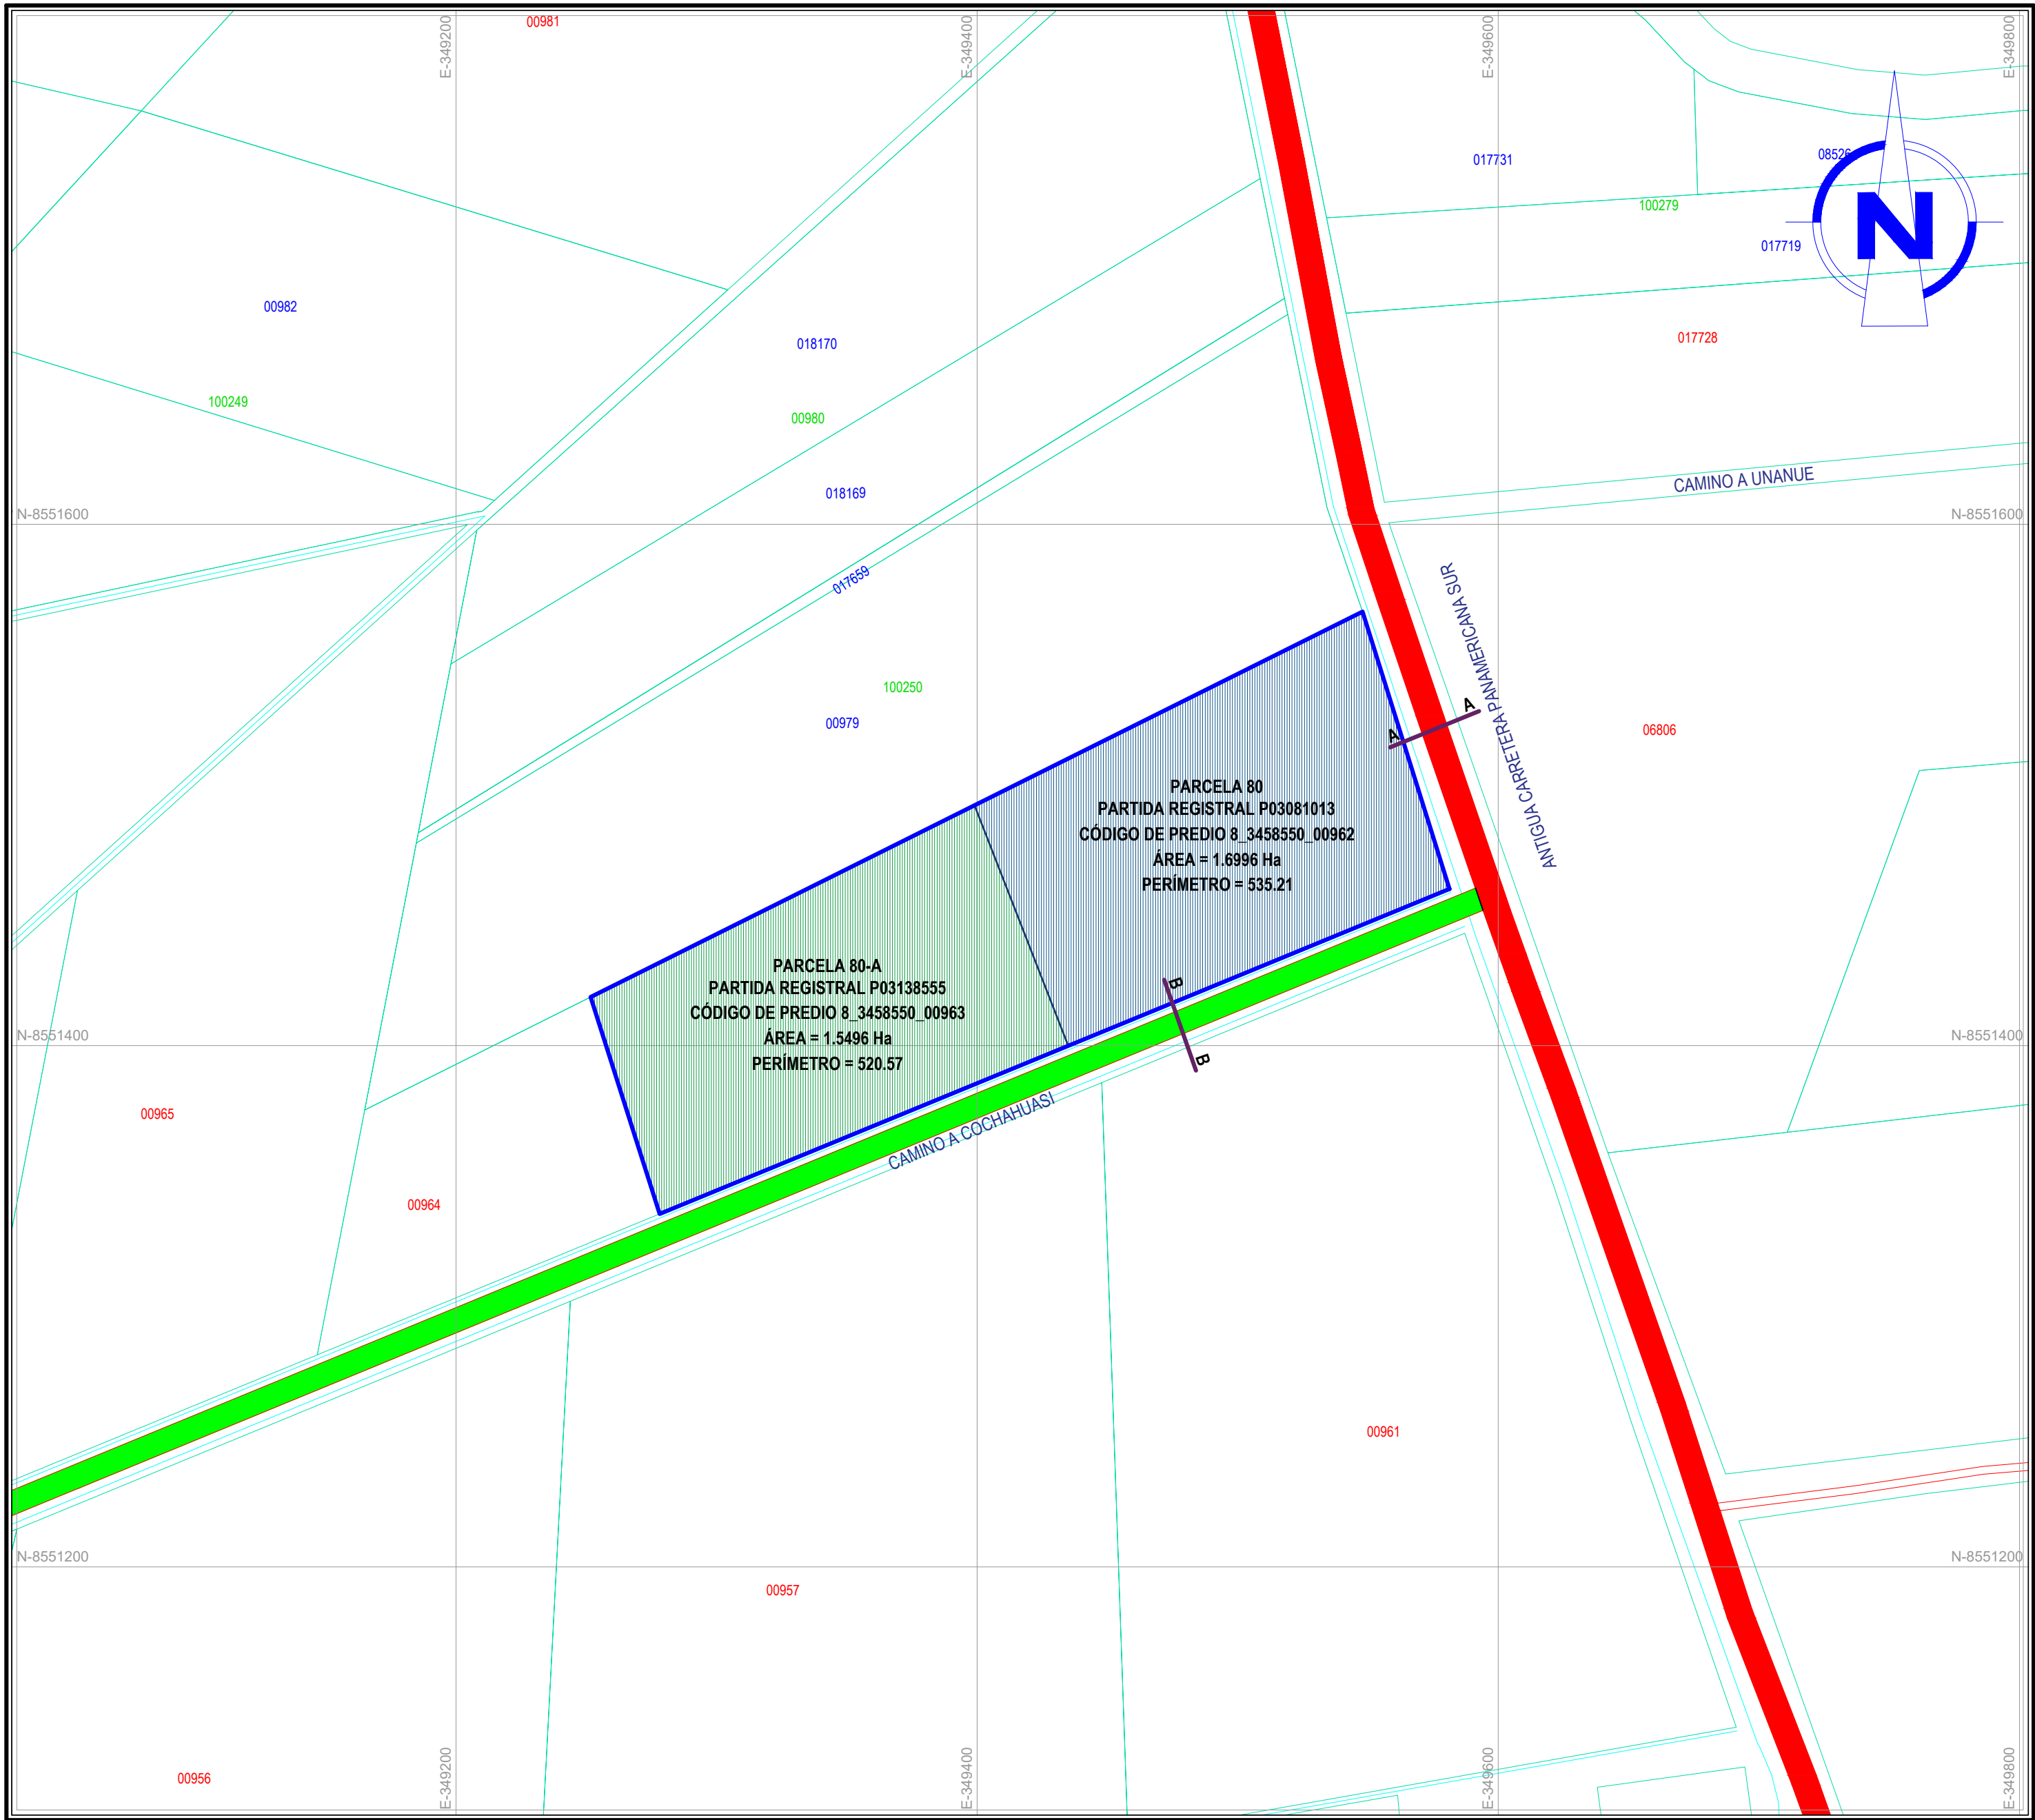 00981
E-349200
E-349400
E-349600
E-349800
017731
08526
100279
017719
N
00982
018170
017728
100249
00980
CAMINO A UNANUE
018169
N-8551600
N-8551600
017659
ANTIGUA CARRETERA PANAMERICANA SUR
100250
00979
A
A
06806
PARCELA 80
PARTIDA REGISTRAL P03081013
CÓDIGO DE PREDIO 8_3458550_00962
ÁREA = 1.6996 Ha
PERÍMETRO = 535.21
PARCELA 80-A
PARTIDA REGISTRAL P03138555
CÓDIGO DE PREDIO 8_3458550_00963
ÁREA = 1.5496 Ha
PERÍMETRO = 520.57
B
B
N-8551400
N-8551400
CAMINO A COCHAHUASI
00965
00964
00961
N-8551200
N-8551200
00957
00956
E-349200
E-349400
E-349600
E-349800